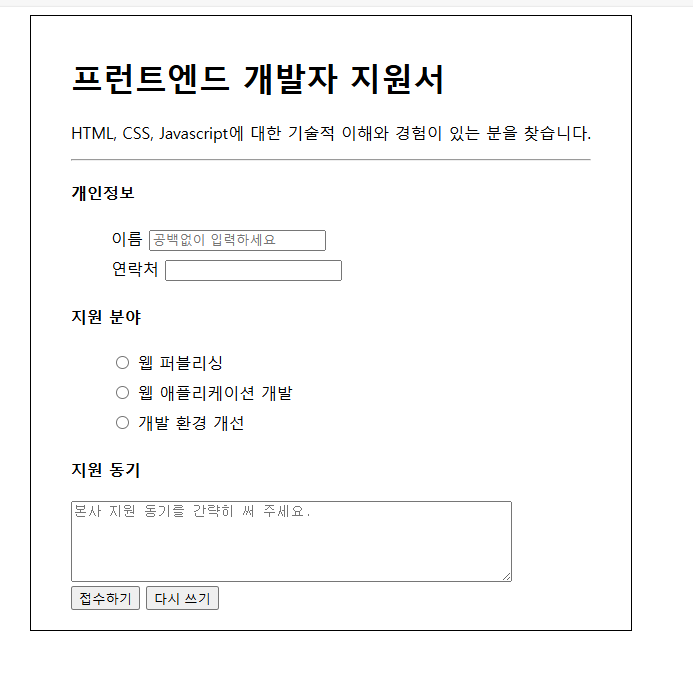 프런트엔드 개발자 지원서
HTML, CSS, Javascript에 대한 기술적 이해와 경험이 있는 분을 찾습니다.
개인정보
이름 공백없이 입력하세요
연락처
지원 분야
웹 퍼블리싱
웹 애플리케이션 개발
개발 환경 개선
지원 동기
본사 지원 동기를 간략히 써 주세요.
접수하기 다시 쓰기